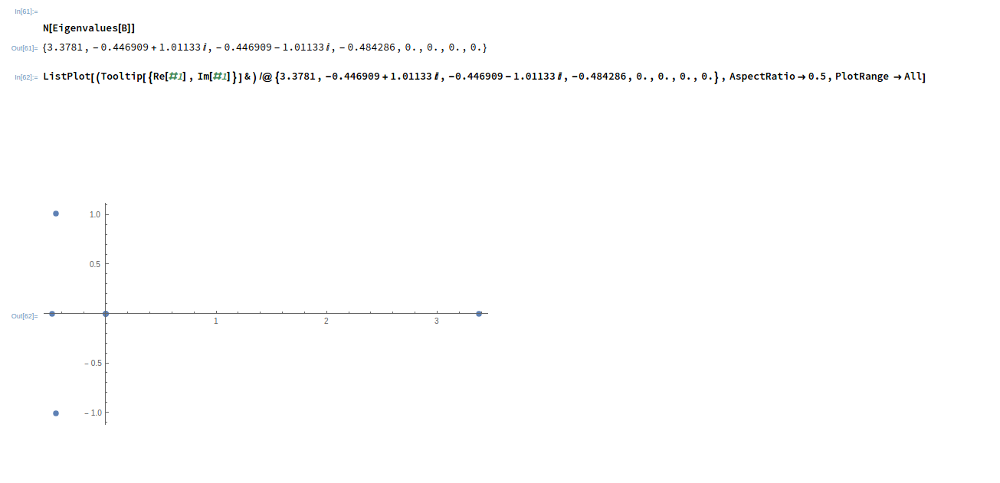 In[61]:=
N[Eigenvalues[B]]
Out[61]= {3.3781, -0.446909 + 1.01133 ⅈ, -0.446909 - 1.01133 ⅈ, -0.484286, 0., 0., 0., 0.}
In[62]:= ListPlot[(Tooltip[{Re[#1], Im[#1]}] &) /@ {3.3781, -0.446909 + 1.01133 ⅈ, -0.446909 - 1.01133 ⅈ, -0.484286, 0., 0., 0., 0.}, AspectRatio → 0.5, PlotRange → All]
1.0
0.5
Out[62]=
1 2 3
- 0.5
- 1.0